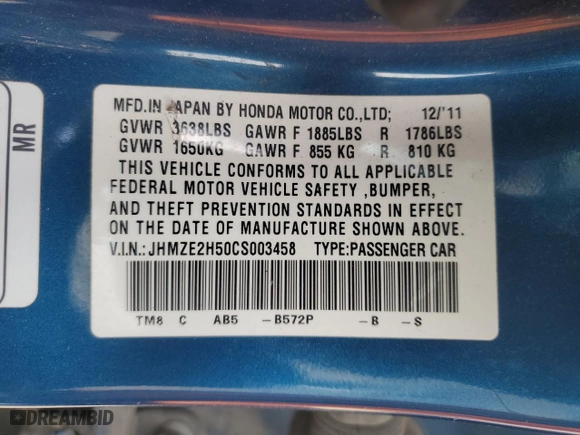 MFD.IN JAPAN BY HONDA MOTOR CO.,LTD; 12/'11
GVWR 3638LBS GAWR F 1885LBS R 1786LBS
GVWR 1650KG GAWR F 855 KG R 810 KG
THIS VEHICLE CONFORMS TO ALL APPLICABLE
FEDERAL MOTOR VEHICLE SAFETY ,BUMPER,
AND THEFT PREVENTION STANDARDS IN EFFECT
ON THE DATE OF MANUFACTURE SHOWN ABOVE.
V.I.N.: JHMZE2H50CS003458 TYPE:PASSENGER CAR
TM8 C AB5 -B572P -B -S
MR
DREAMBID